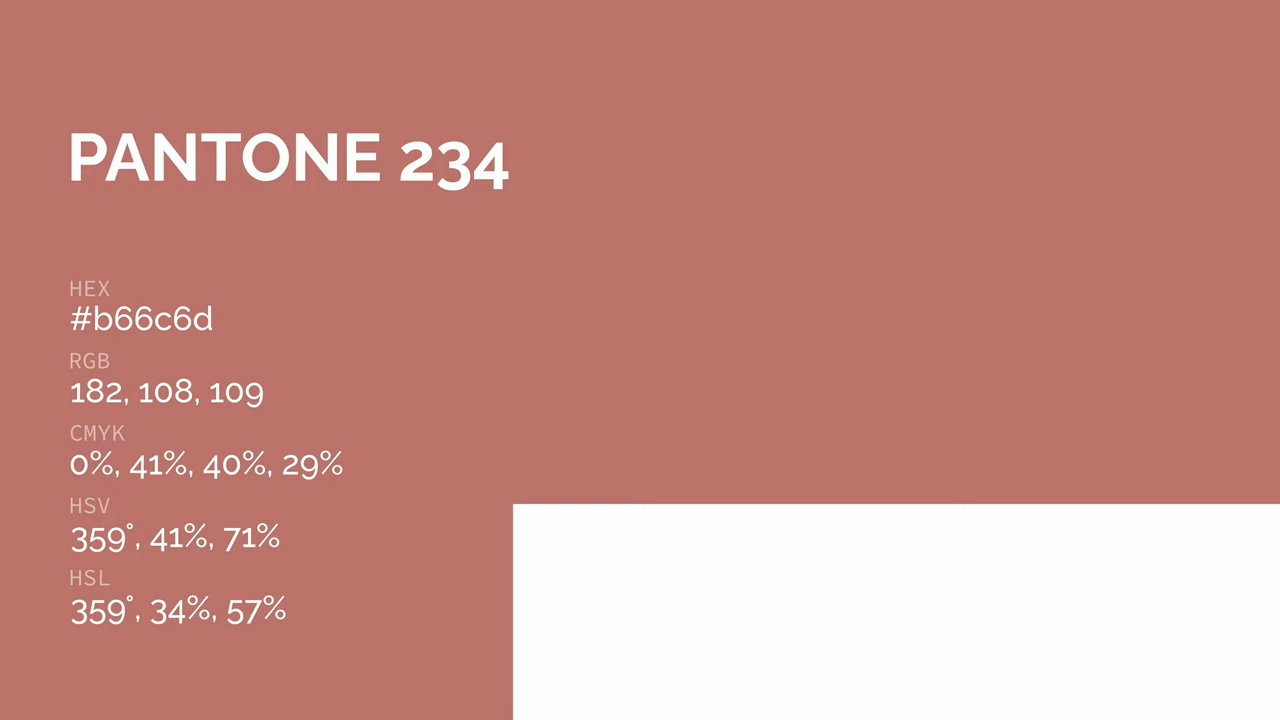 PANTONE 234
HEX
#b66c6d
RGB
182, 108, 109
CMYK
0%, 41%, 40%, 29%
HSV
359°, 41%, 71%
HSL
359°, 34%, 57%